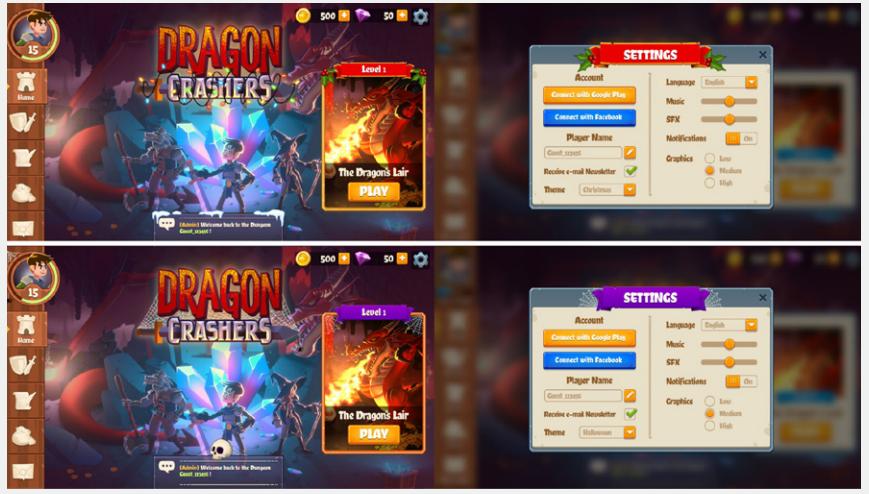 500
50
15
DRAGON
CRASHERS
Level 1
Home
The Dragon's Lair
PLAY
(Admin) Welcome back to the Dungeon
SETTINGS
Account
Connect with Google Play
Connect with Facebook
Player Name
Receive e-mail Newsletter
Theme
Christmas
Language
English
Music
SFX
Notifications
On
Graphics
Low
Medium
High
500
50
15
DRAGON
CRASHERS
Level 1
Home
The Dragon's Lair
PLAY
(Admin) Welcome back to the Dungeon
SETTINGS
Account
Connect with Google Play
Connect with Facebook
Player Name
Receive e-mail Newsletter
Theme
Halloween
Language
English
Music
SFX
Notifications
On
Graphics
Low
Medium
High